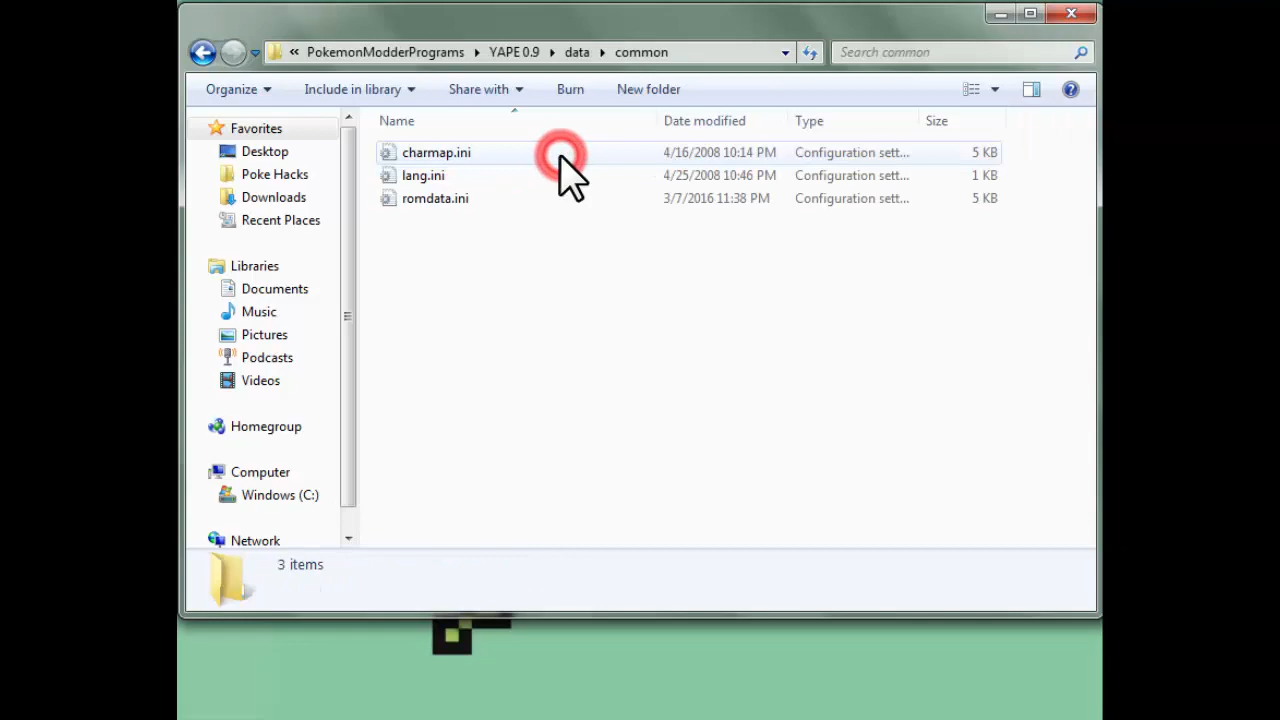 « PokemonModderPrograms YAPE 0.9 data common Search common
Organize Include in library Share with Burn New folder
Name Date modified Type Size
charmap.ini 4/16/2008 10:14 PM Configuration sett... 5 KB
lang.ini 4/25/2008 10:46 PM Configuration sett... 1 KB
romdata.ini 3/7/2016 11:38 PM Configuration sett... 5 KB
Favorites
Desktop
Poke Hacks
Downloads
Recent Places
Libraries
Documents
Music
Pictures
Podcasts
Videos
Homegroup
Computer
Windows (C:)
Network
3 items